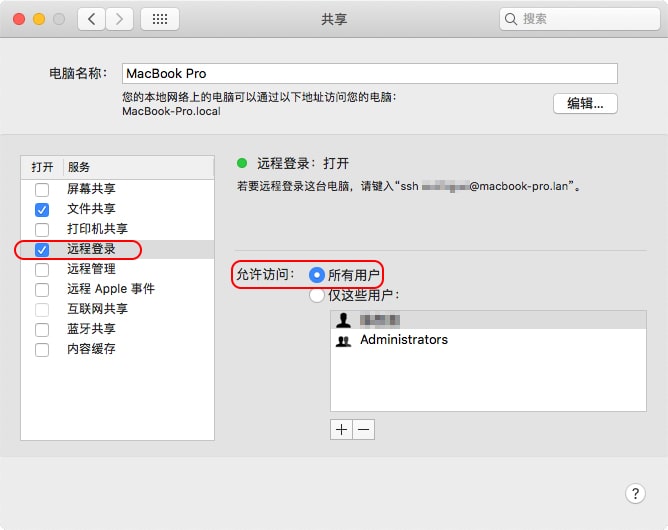 共享
搜索
电脑名称：
MacBook Pro
您的本地网络上的电脑可以通过以下地址访问您的电脑：
MacBook-Pro.local
编辑...
打开 服务
屏幕共享
文件共享
打印机共享
远程登录
远程管理
远程 Apple 事件
互联网共享
蓝牙共享
内容缓存
远程登录：打开
若要远程登录这台电脑，请键入“ssh @macbook-pro.lan”。
允许访问： 所有用户
仅这些用户：
Administrators
+ −
?